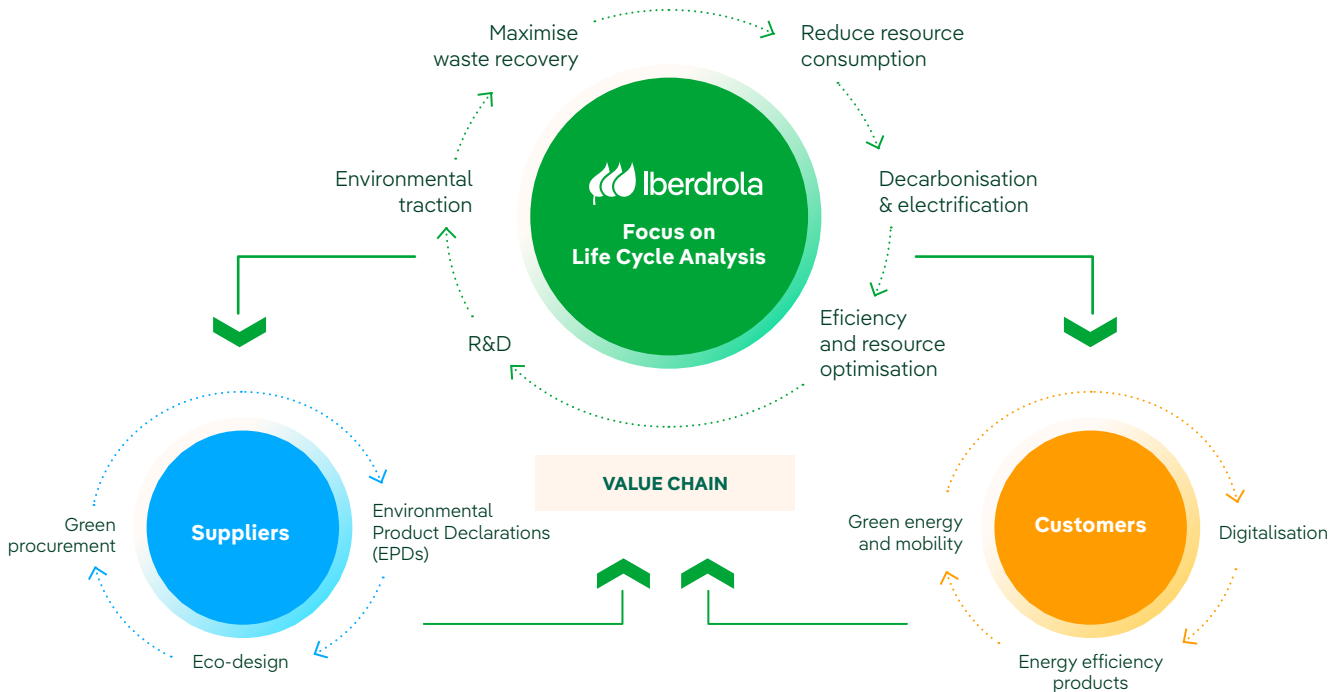 Maximise
waste recovery
Reduce resource
consumption
Environmental
traction
Iberdrola
Focus on
Life Cycle Analysis
Decarbonisation
& electrification
R&D
Eficiency
and resource
optimisation
VALUE CHAIN
Green
procurement
Suppliers
Environmental
Product Declarations
(EPDs)
Eco-design
Green energy
and mobility
Customers
Digitalisation
Energy efficiency
products